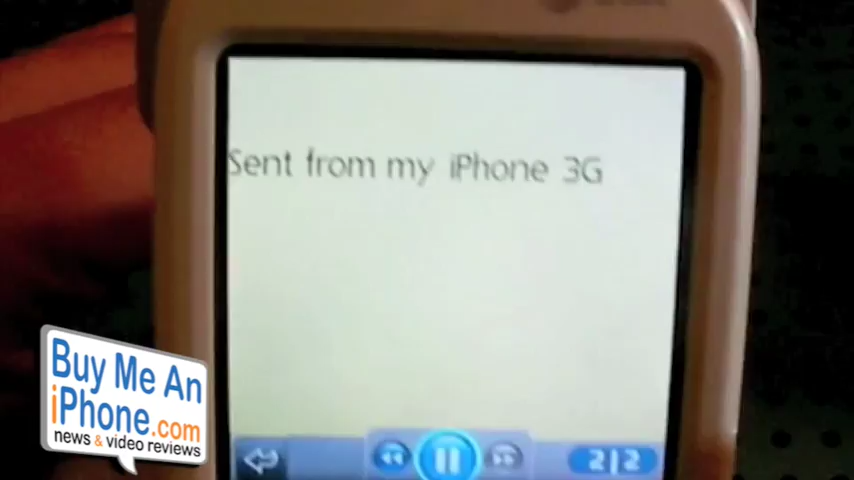 Sent from my iPhone 3G
Buy Me An
iPhone.com
news & video reviews
2|2